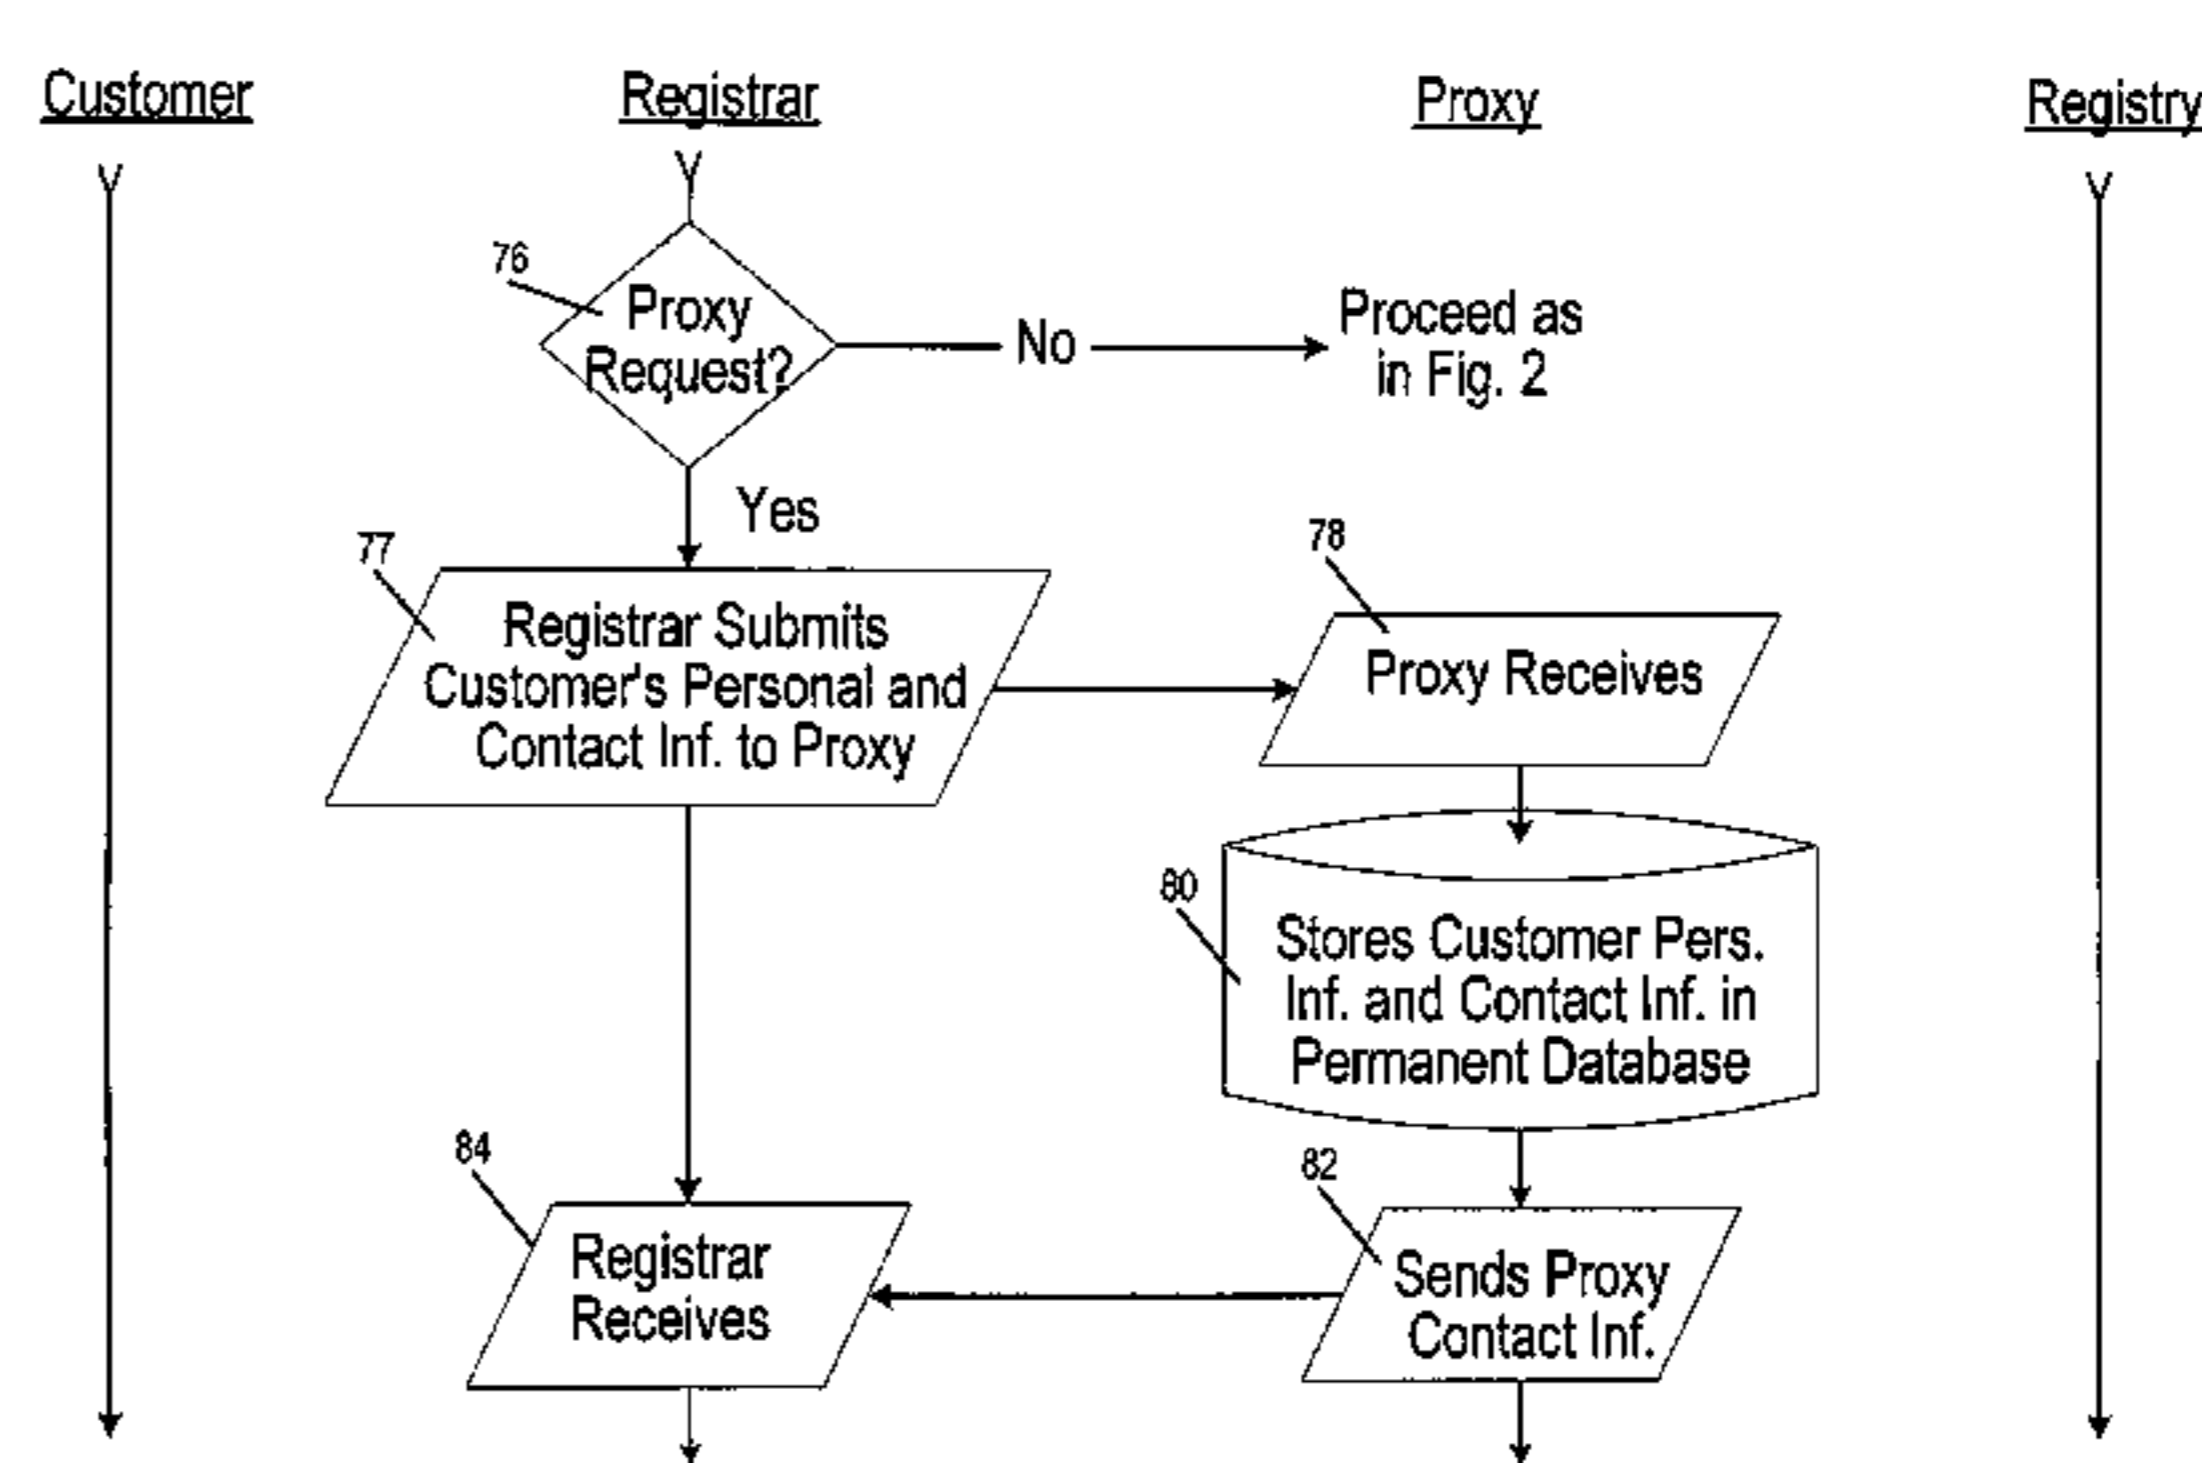 Customer
Registrar
Proxy
Registry
76
Proxy
Request?
No
Proceed as
in Fig. 2
Yes
77
Registrar Submits
Customer's Personal and
Contact Inf. to Proxy
78
Proxy Receives
80
Stores Customer Pers.
Inf. and Contact Inf. in
Permanent Database
84
Registrar
Receives
82
Sends Proxy
Contact Inf.